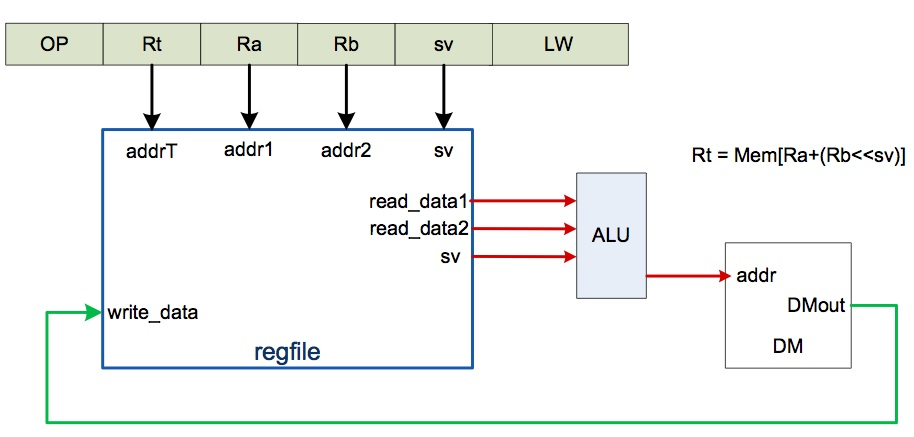 OP Rt Ra Rb sv LW
addrT addr1 addr2 sv
Rt = Mem[Ra+(Rb<<sv)]
read_data1
read_data2
sv
ALU
addr
DMout
DM
write_data
regfile